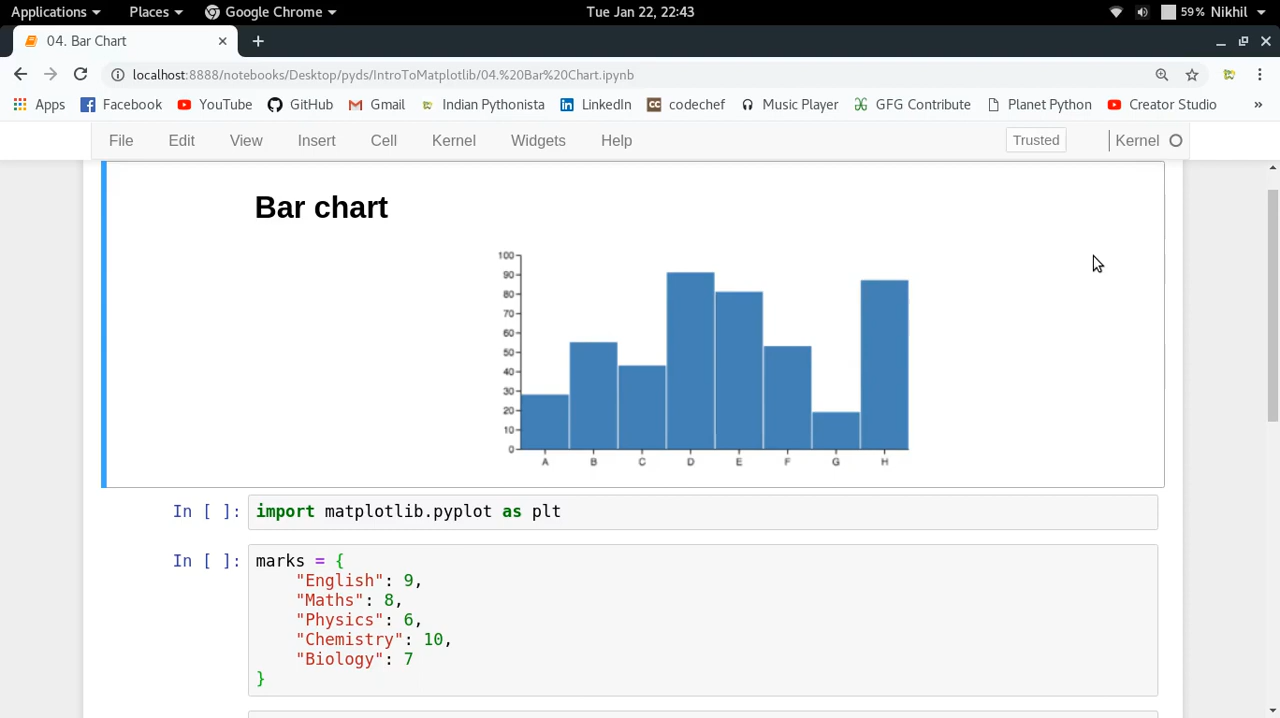 Applications Places Google Chrome Tue Jan 22, 22:43 59% Nikhil
04. Bar Chart
localhost:8888/notebooks/Desktop/pyds/IntroToMatplotlib/04.%20Bar%20Chart.ipynb
Apps Facebook YouTube GitHub Gmail Indian Pythonista LinkedIn CC codechef Music Player GFG Contribute Planet Python Creator Studio »
File Edit View Insert Cell Kernel Widgets Help Trusted Kernel
Bar chart
100
90
80
70
60
50
40
30
20
10
0
A B C D E F G H
In [ ]: import matplotlib.pyplot as plt
In [ ]: marks = {
"English": 9,
"Maths": 8,
"Physics": 6,
"Chemistry": 10,
"Biology": 7
}